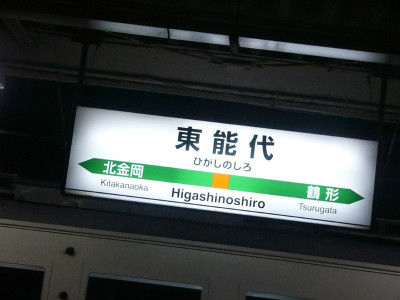 東能代
ひがしのしろ
北金岡
Kitakanaoka
Higashinoshiro
鶴形
Tsurugata